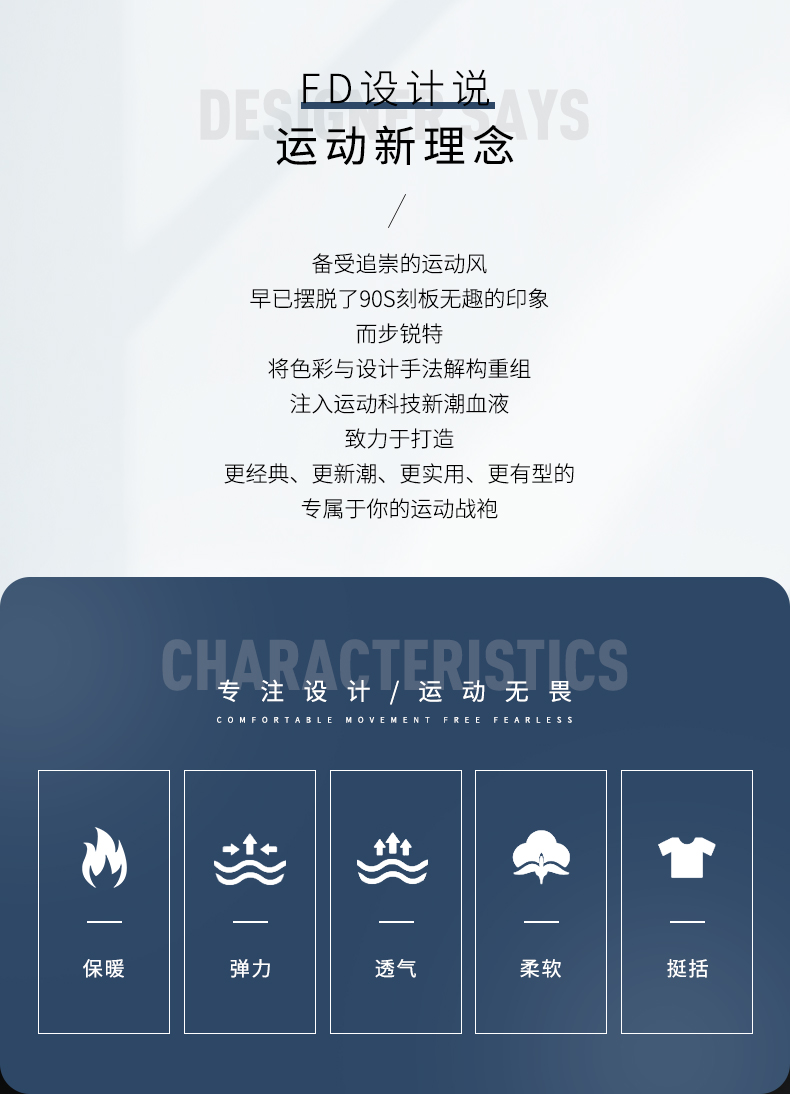 DESIGNER SAYS
FD设计说
运动新理念
备受追崇的运动风
早已摆脱了90S刻板无趣的印象
而步锐特
将色彩与设计手法解构重组
注入运动科技新潮血液
致力于打造
更经典、更新潮、更实用、更有型的
专属于你的运动战袍
CHARACTERISTICS
专注设计/运动无畏
COMFORTABLE MOVEMENT FREE FEARLESS
保暖
弹力
透气
柔软
挺括